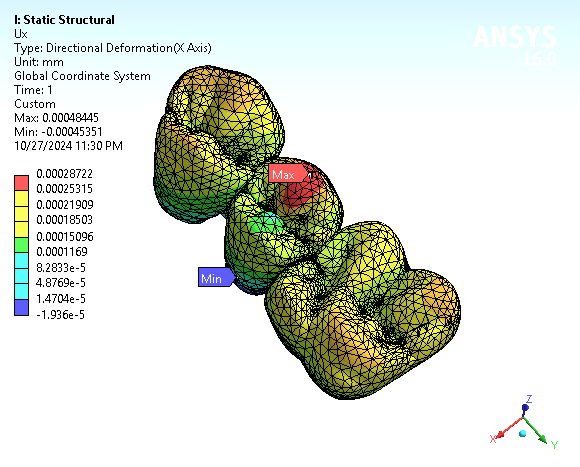 I: Static Structural
Ux
Type: Directional Deformation(X Axis)
Unit: mm
Global Coordinate System
Time: 1
Custom
Max: 0.00048445
Min: -0.00045351
10/27/2024 11:30 PM
ANSYS
16.0
0.00028722
0.00025315
0.00021909
0.00018503
0.00015096
0.0001169
8.2833e-5
4.8769e-5
1.4704e-5
-1.936e-5
Max
Min
Z
X
Y